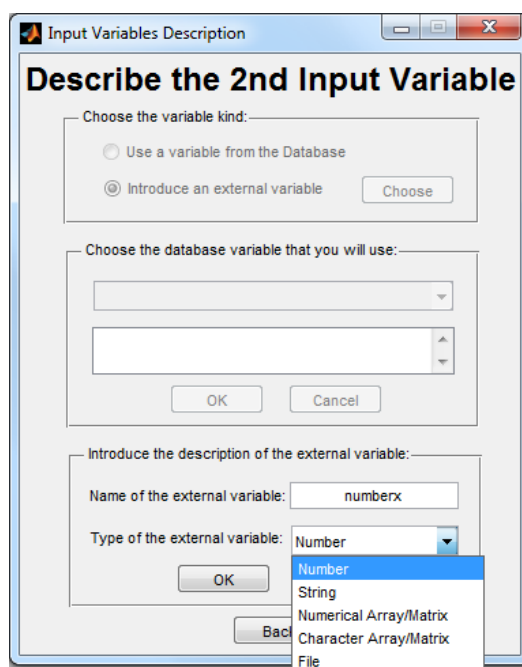 Input Variables Description
Describe the 2nd Input Variable
Choose the variable kind:
Use a variable from the Database
Introduce an external variable
Choose
Choose the database variable that you will use:
OK
Cancel
Introduce the description of the external variable:
Name of the external variable:
numberx
Type of the external variable:
Number
Number
String
Numerical Array/Matrix
Character Array/Matrix
File
OK
Bac